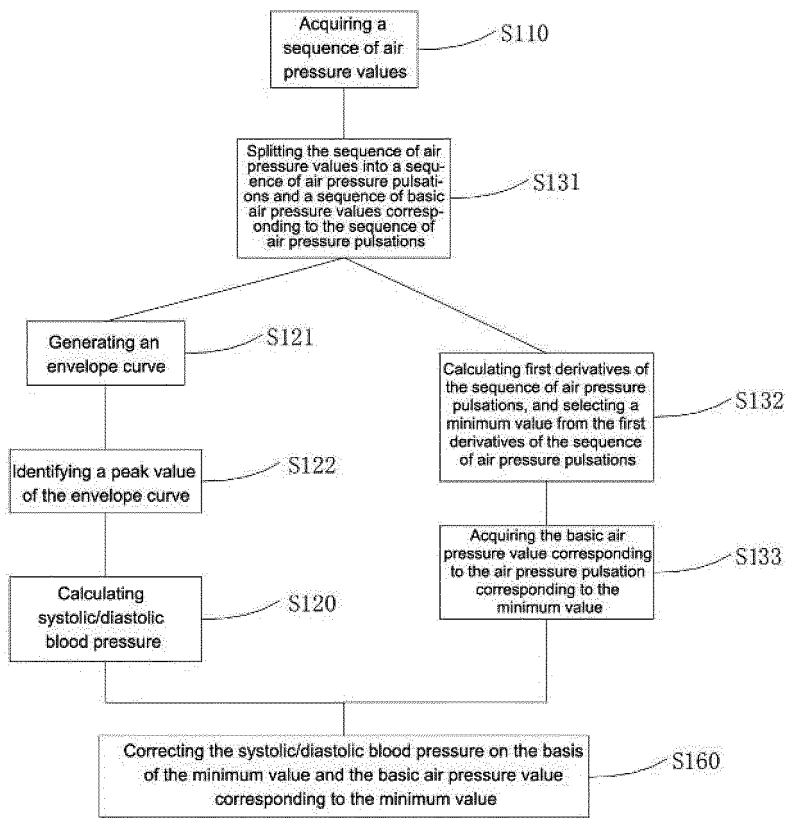 Acquiring a
sequence of air
pressure values
S110
Splitting the sequence of air
pressure values into a sequ-
ence of air pressure pulsati-
ons and a sequence of basic
air pressure values corresp-
onding to the sequence of
air pressure pulsations
S131
Generating an
envelope curve
S121
Calculating first derivatives of
the sequence of air pressure
pulsations, and selecting a
minimum value from the first
derivatives of the sequence
of air pressure pulsations
S132
Identifying a peak value
of the envelope curve
S122
Acquiring the basic air
pressure value corresponding
to the air pressure pulsation
corresponding to the
minimum value
S133
Calculating
systolic/diastolic
blood pressure
S120
Correcting the systolic/diastolic blood pressure on the basis
of the minimum value and the basic air pressure value
corresponding to the minimum value
S160